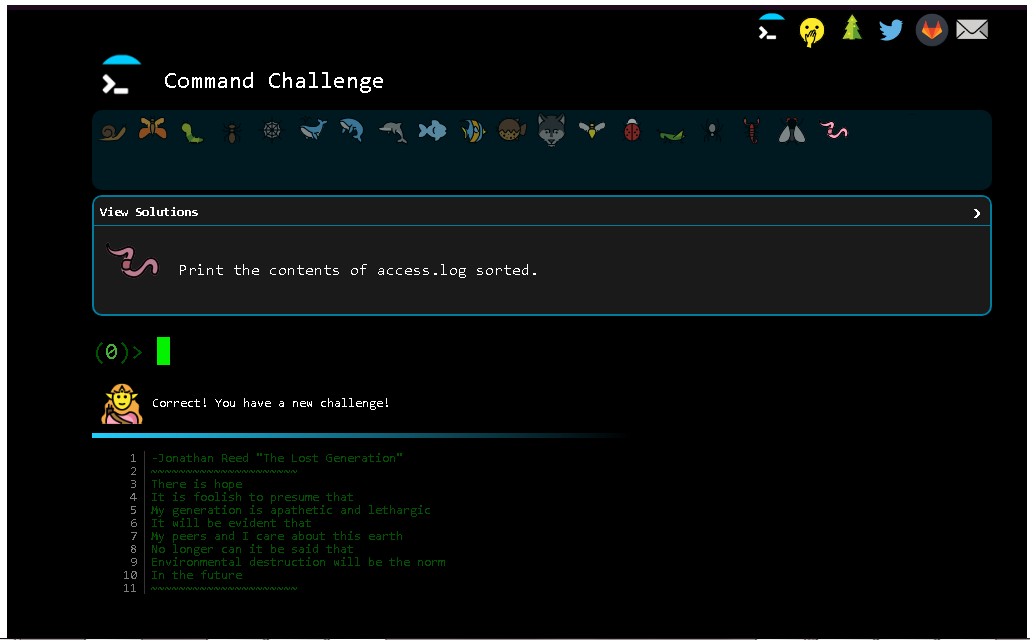 Command Challenge
View Solutions
Print the contents of access.log sorted.
(0)>
Correct! You have a new challenge!
1 -Jonathan Reed "The Lost Generation"
2 ~~~~~~~~~~~~~~~~~~~~~
3 There is hope
4 It is foolish to presume that
5 My generation is apathetic and lethargic
6 It will be evident that
7 My peers and I care about this earth
8 No longer can it be said that
9 Environmental destruction will be the norm
10 In the future
11 ~~~~~~~~~~~~~~~~~~~~~